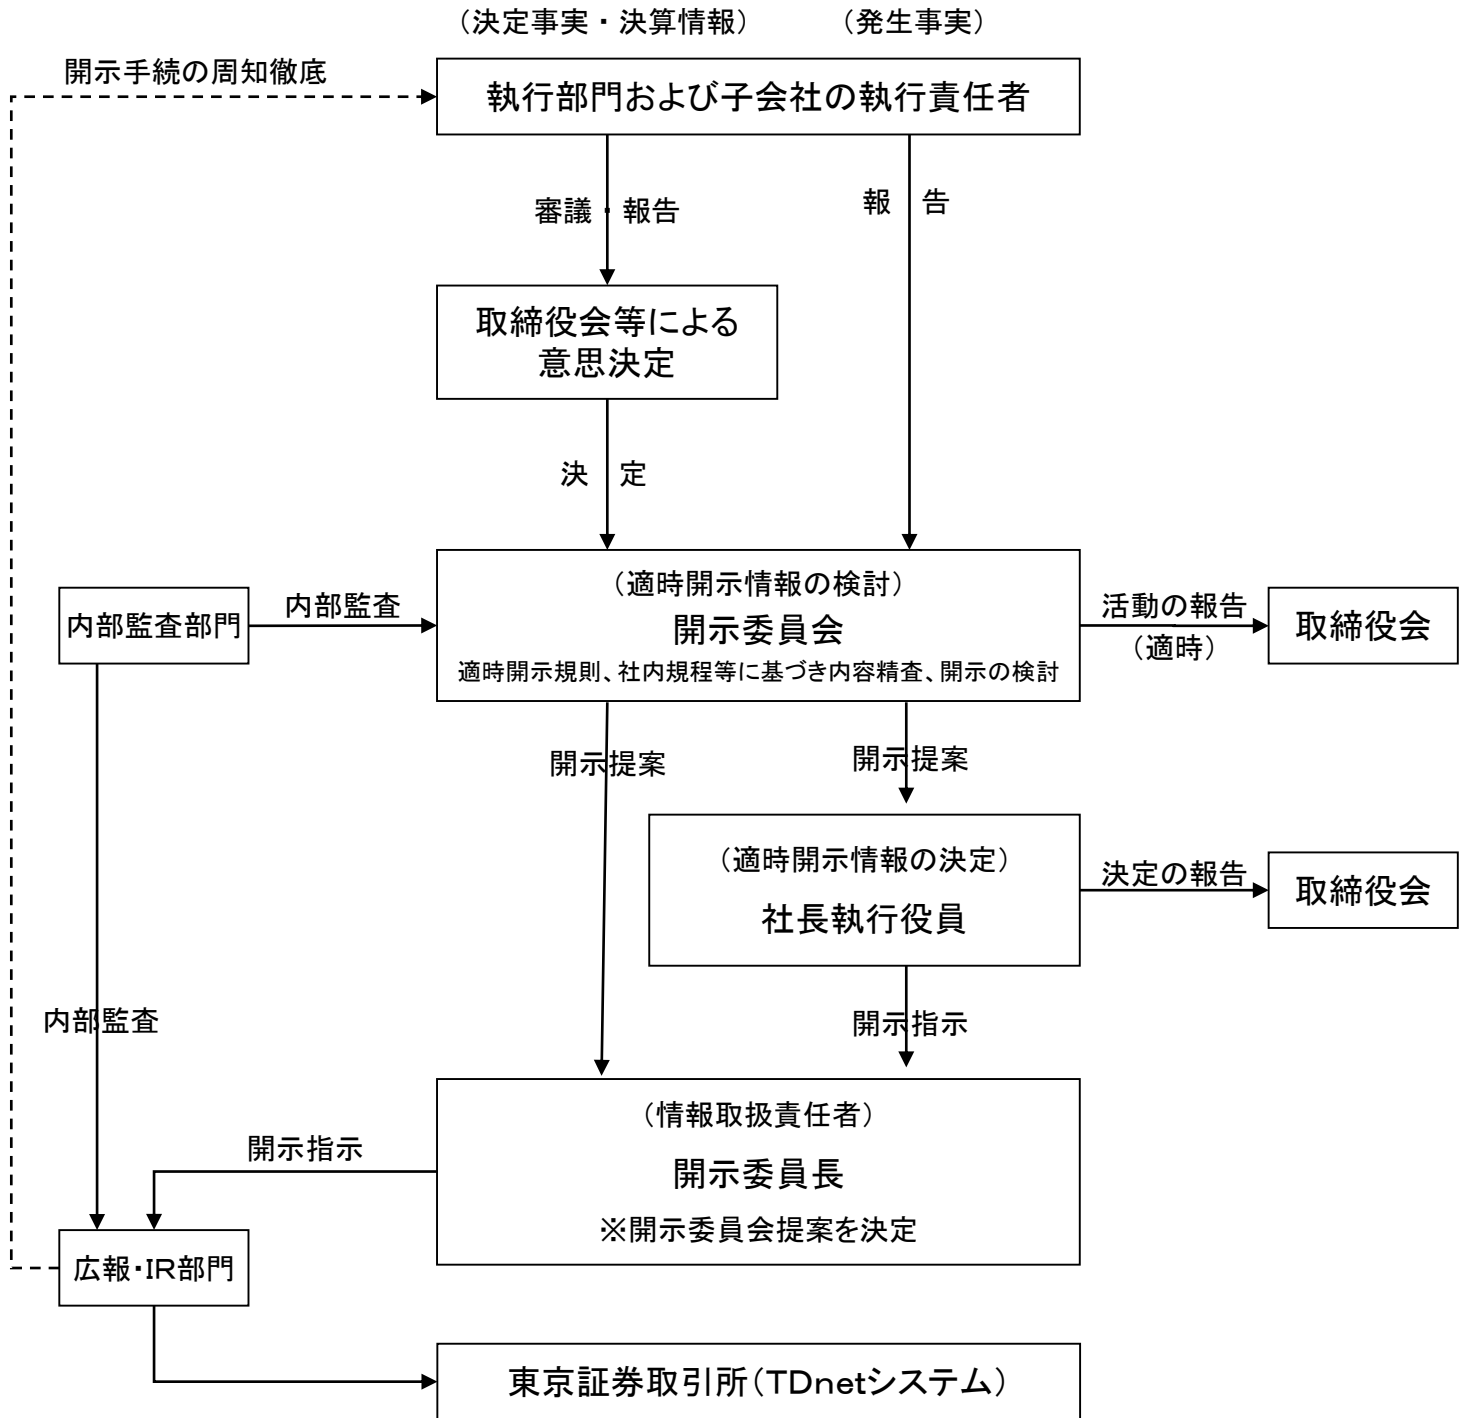 （決定事実・決算情報） （発生事実）
開示手続の周知徹底
執行部門および子会社の執行責任者
審議・報告
報 告
取締役会等による
意思決定
決 定
（適時開示情報の検討）
開示委員会
適時開示規則、社内規程等に基づき内容精査、開示の検討
内部監査部門
内部監査
活動の報告
（適時）
取締役会
開示提案
開示提案
（適時開示情報の決定）
社長執行役員
決定の報告
取締役会
内部監査
開示指示
（情報取扱責任者）
開示委員長
※開示委員会提案を決定
開示指示
広報・IR部門
東京証券取引所（TDnetシステム）